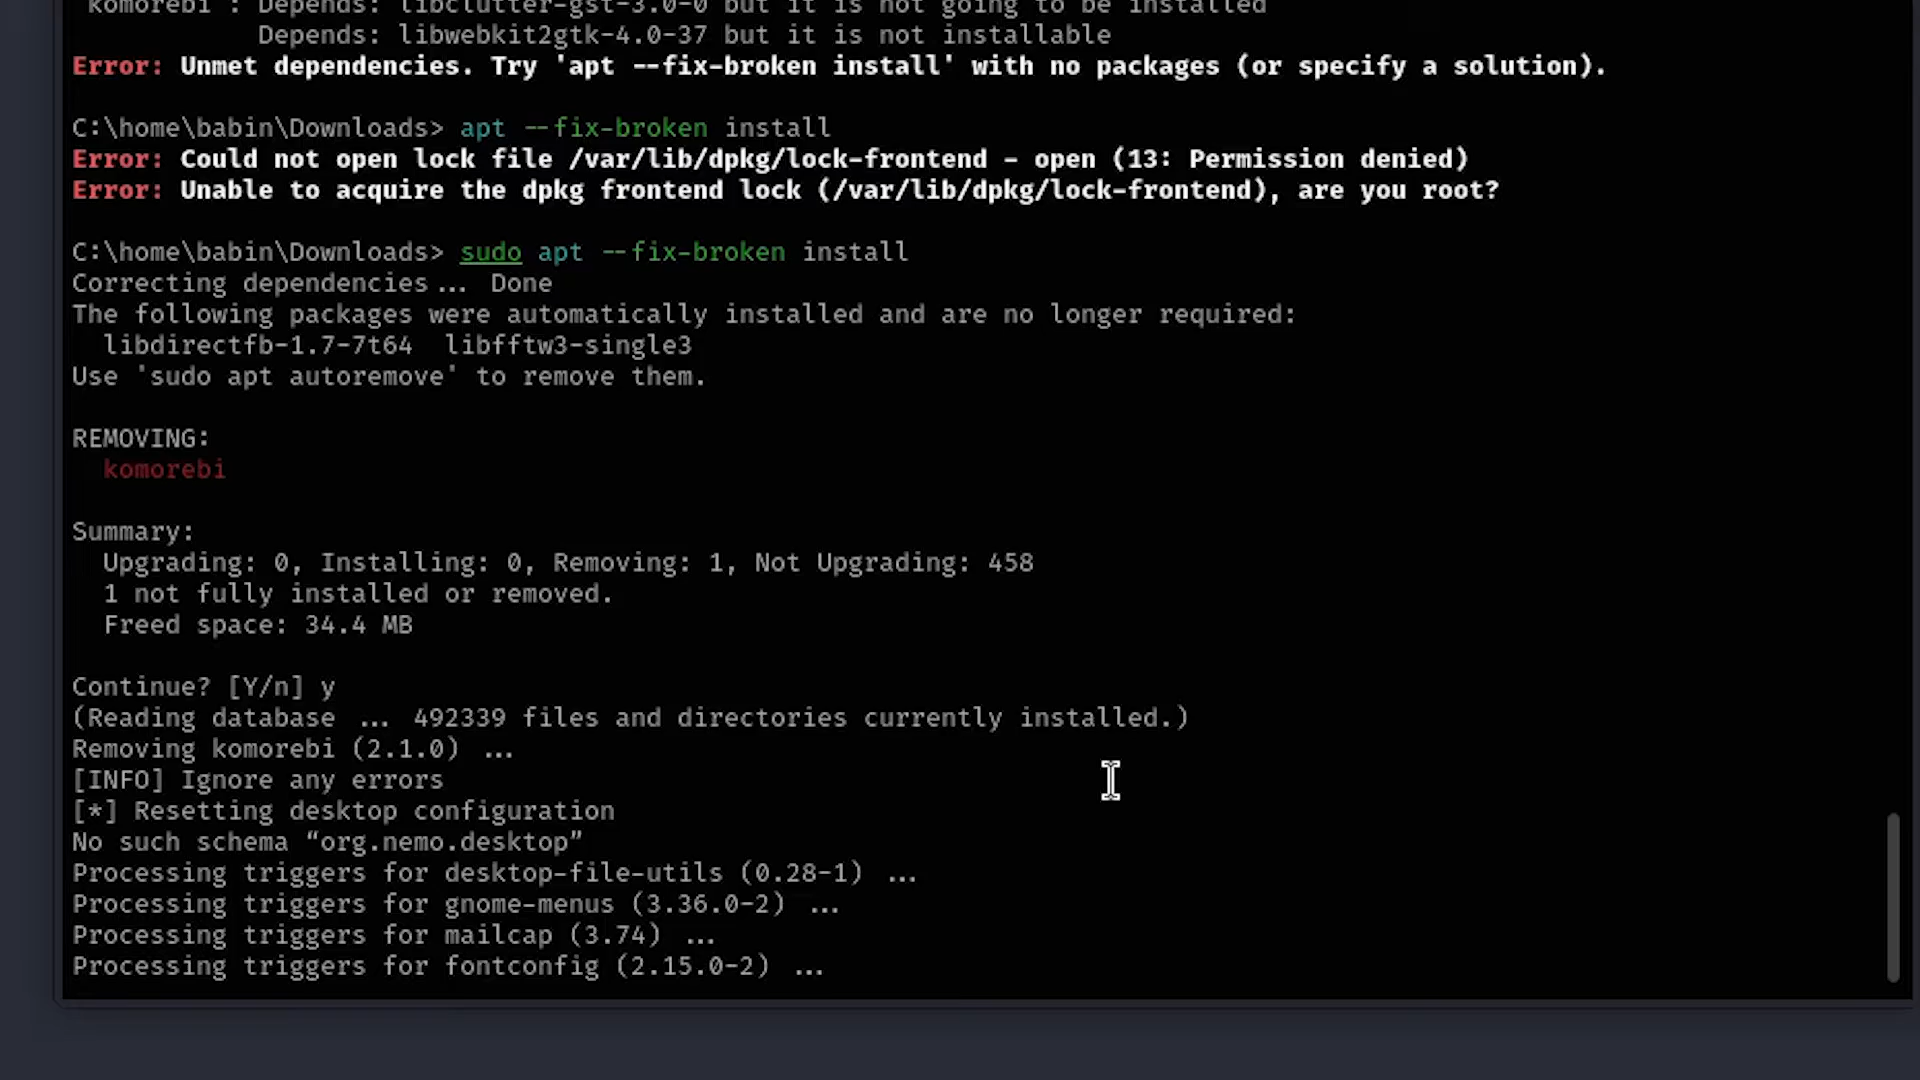 komorebi : Depends: libclutter-gst-3.0-0 but it is not going to be installed
Depends: libwebkit2gtk-4.0-37 but it is not installable
Error: Unmet dependencies. Try 'apt --fix-broken install' with no packages (or specify a solution).
C:\home\babin\Downloads> apt --fix-broken install
Error: Could not open lock file /var/lib/dpkg/lock-frontend - open (13: Permission denied)
Error: Unable to acquire the dpkg frontend lock (/var/lib/dpkg/lock-frontend), are you root?
C:\home\babin\Downloads> sudo apt --fix-broken install
Correcting dependencies... Done
The following packages were automatically installed and are no longer required:
libdirectfb-1.7-7t64 libfftw3-single3
Use 'sudo apt autoremove' to remove them.
REMOVING:
komorebi
Summary:
Upgrading: 0, Installing: 0, Removing: 1, Not Upgrading: 458
1 not fully installed or removed.
Freed space: 34.4 MB
Continue? [Y/n] y
(Reading database ... 492339 files and directories currently installed.)
Removing komorebi (2.1.0) ...
[INFO] Ignore any errors
[*] Resetting desktop configuration
No such schema “org.nemo.desktop”
Processing triggers for desktop-file-utils (0.28-1) ...
Processing triggers for gnome-menus (3.36.0-2) ...
Processing triggers for mailcap (3.74) ...
Processing triggers for fontconfig (2.15.0-2) ...